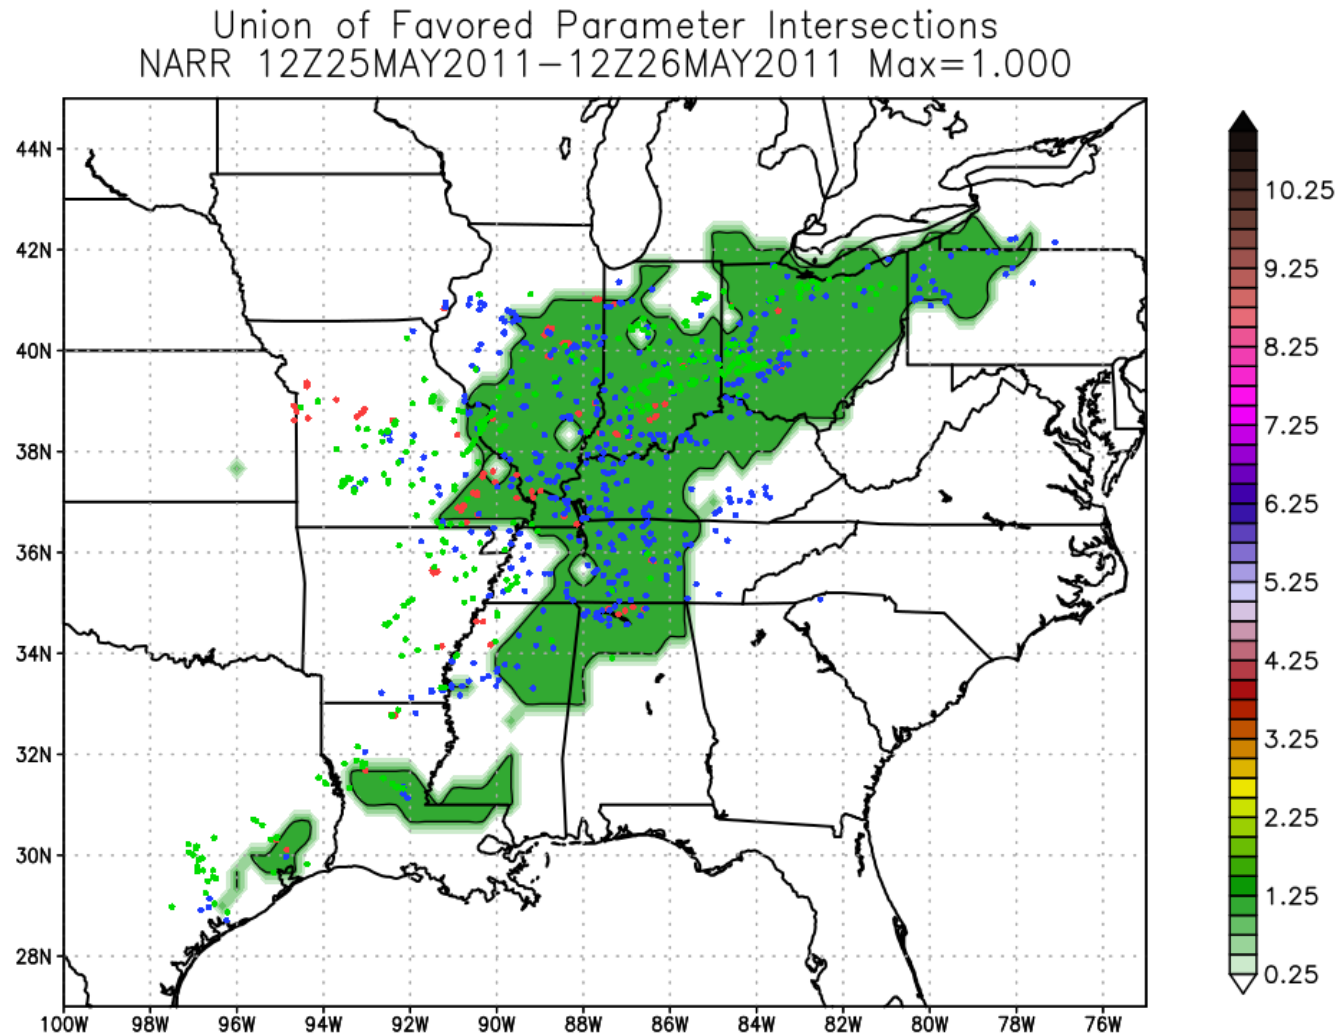 Union of Favored Parameter Intersections
NARR 12Z25MAY2011-12Z26MAY2011 Max=1.000
44N
42N
40N
38N
36N
34N
32N
30N
28N
100W 98W 96W 94W 92W 90W 88W 86W 84W 82W 80W 78W 76W
10.25
9.25
8.25
7.25
6.25
5.25
4.25
3.25
2.25
1.25
0.25